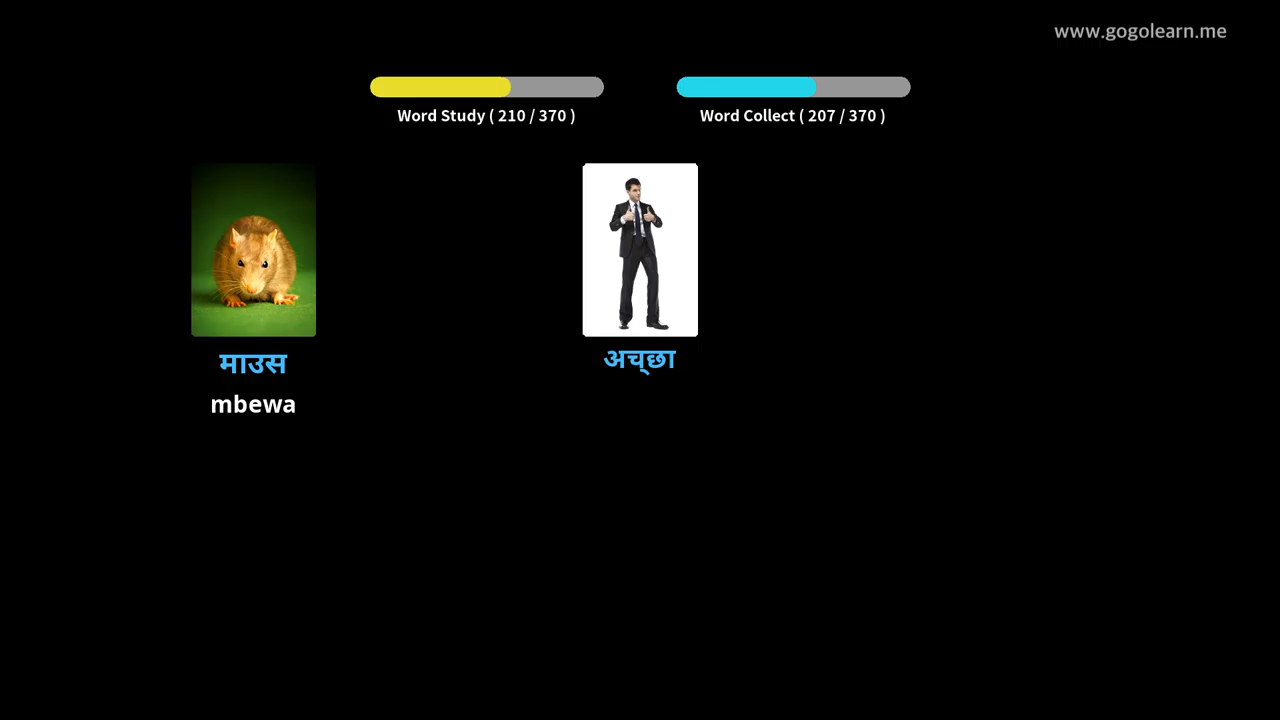 www.gogolearn.me
Word Study ( 210 / 370 )
Word Collect ( 207 / 370 )
माउस
mbewa
अच्छा